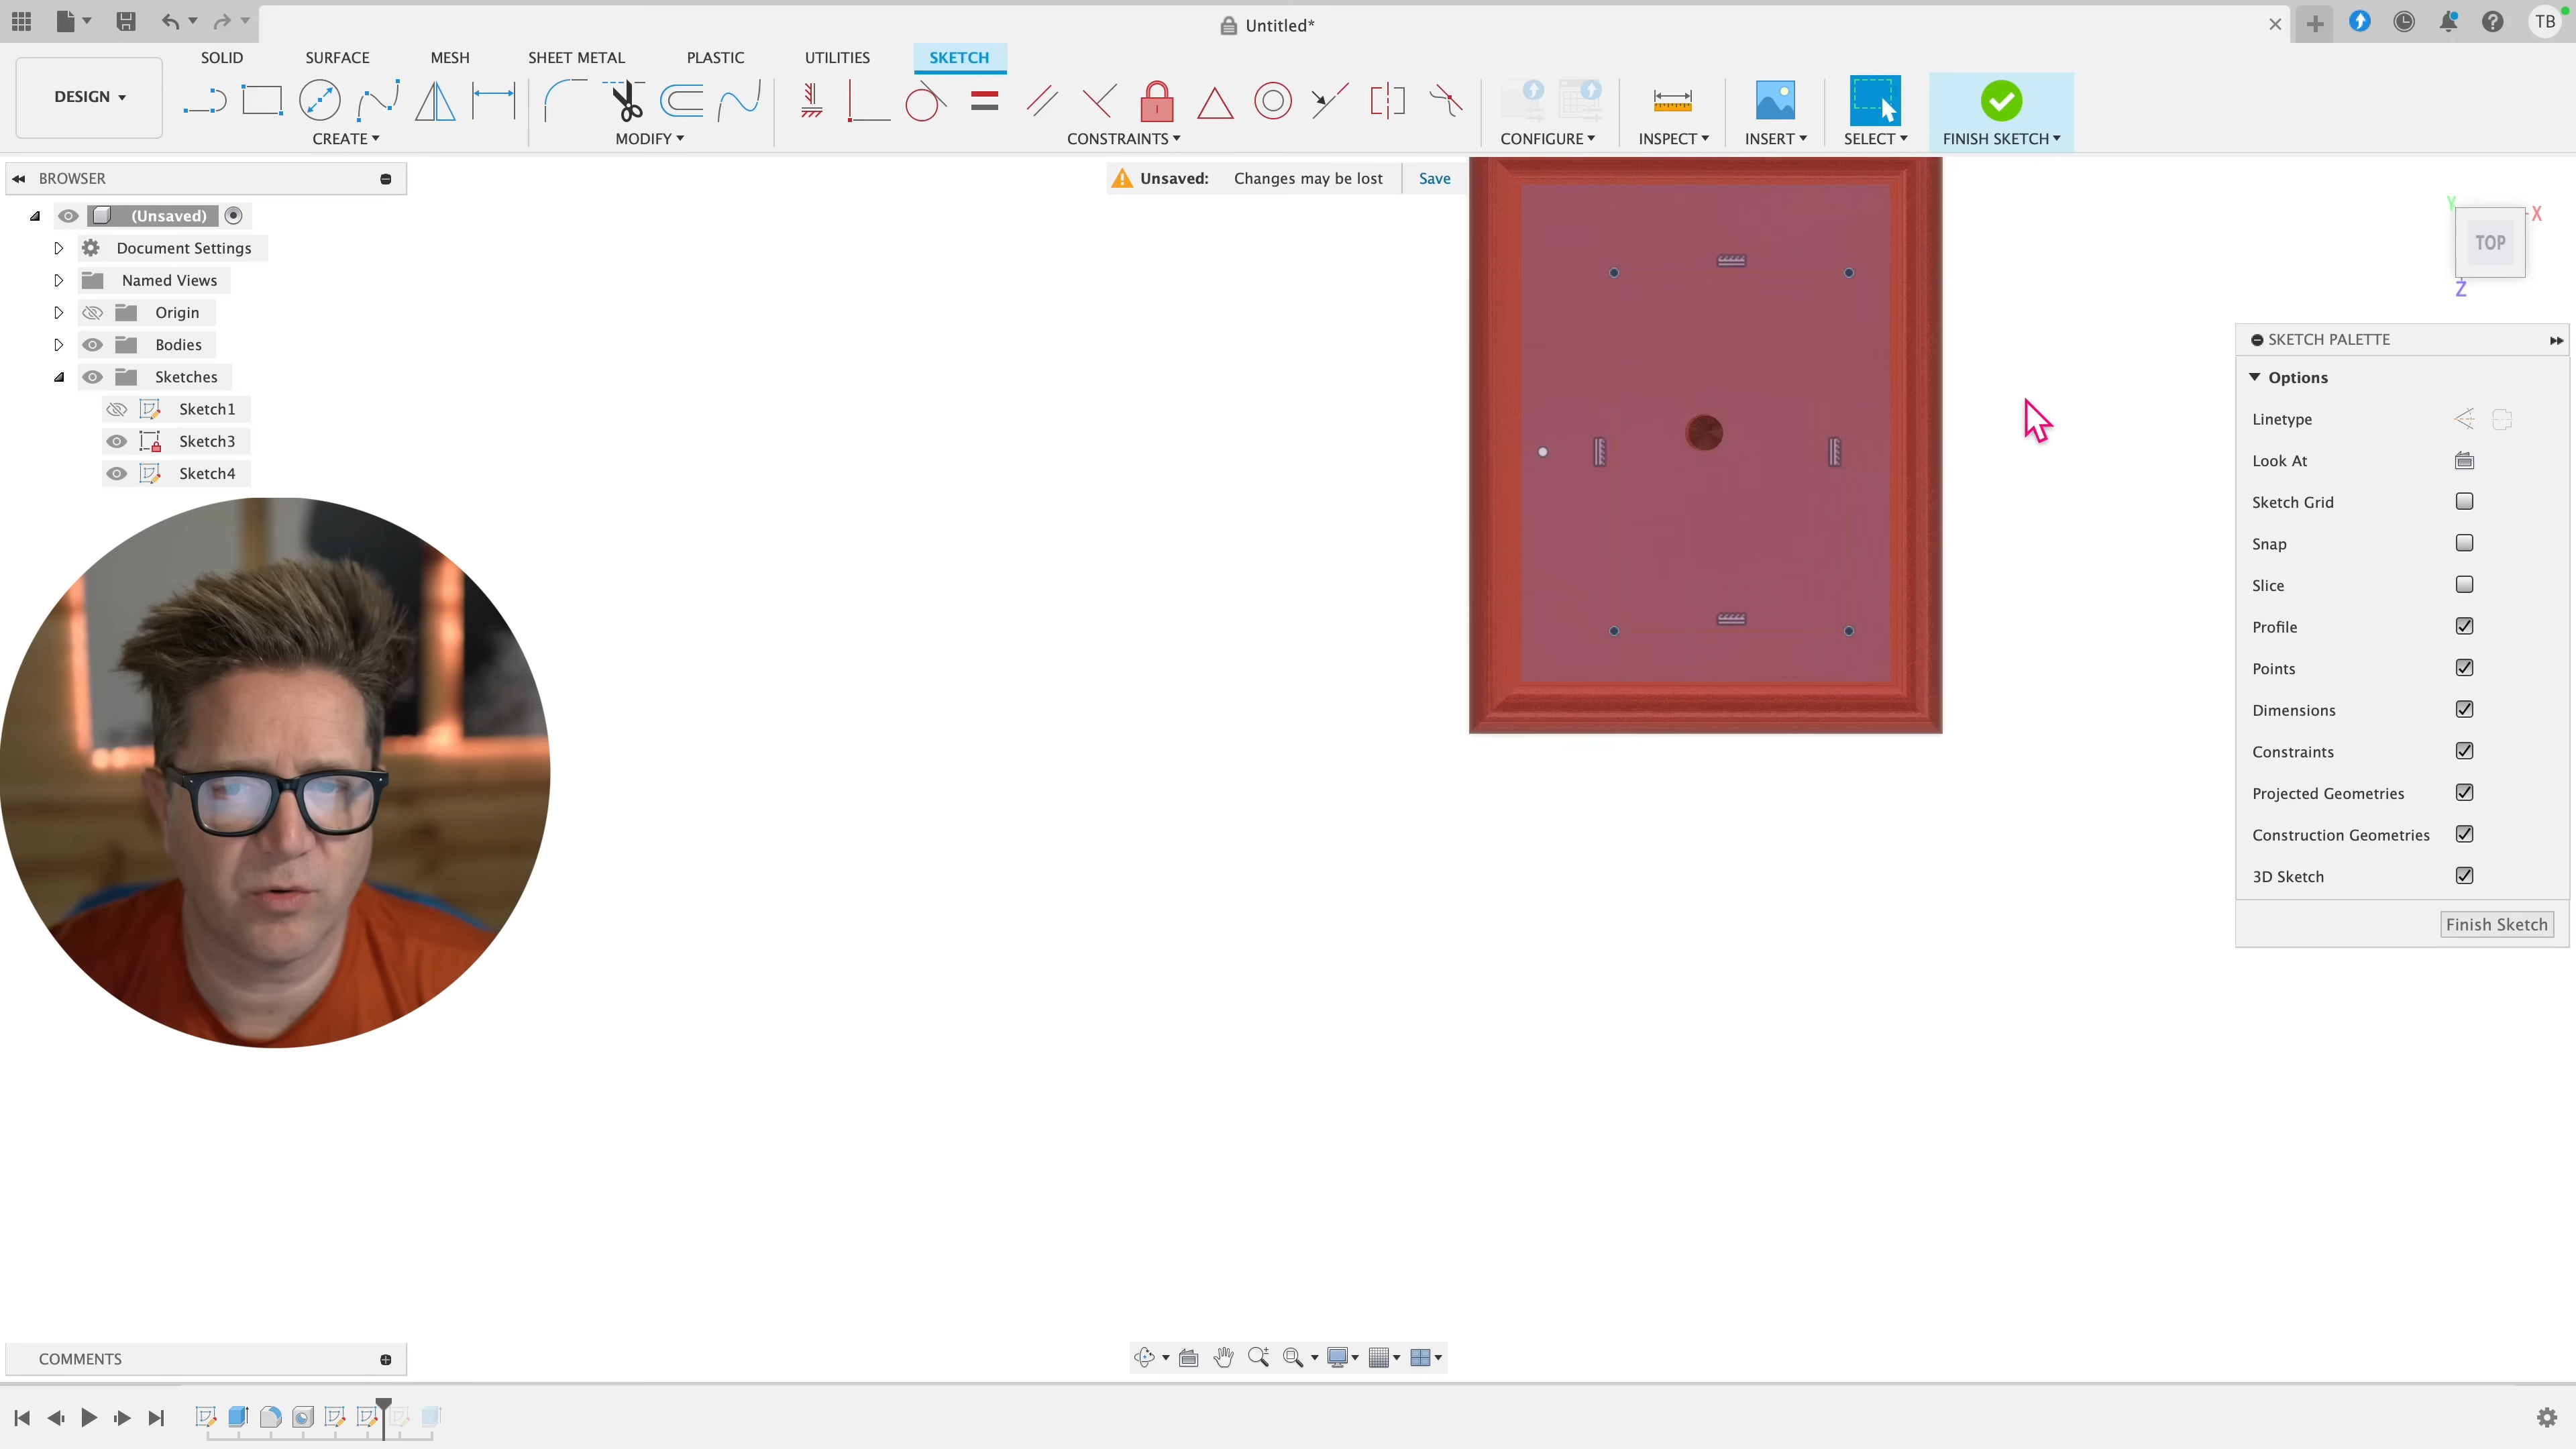 Untitled*
TB
SOLID
SURFACE
MESH
SHEET METAL
PLASTIC
UTILITIES
SKETCH
DESIGN
CREATE
MODIFY
CONSTRAINTS
CONFIGURE
INSPECT
INSERT
SELECT
FINISH SKETCH
BROWSER
Unsaved: Changes may be lost Save
(Unsaved)
Document Settings
Named Views
Origin
Bodies
Sketches
Sketch1
Sketch3
Sketch4
Y
X
TOP
Z
SKETCH PALETTE
Options
Linetype
Look At
Sketch Grid
Snap
Slice
Profile
Points
Dimensions
Constraints
Projected Geometries
Construction Geometries
3D Sketch
Finish Sketch
COMMENTS